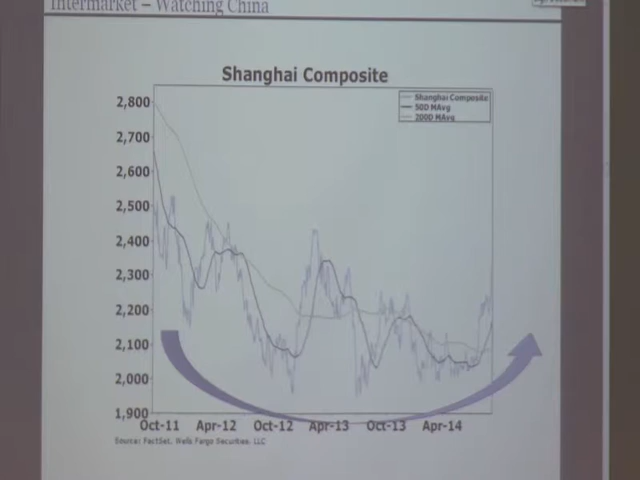 Intermarket – Watching China
Shanghai Composite
Shanghai Composite
50D MAvg
200D MAvg
2,800
2,700
2,600
2,500
2,400
2,300
2,200
2,100
2,000
1,900
Oct-11 Apr-12 Oct-12 Apr-13 Oct-13 Apr-14
Source: FactSet, Wells Fargo Securities, LLC